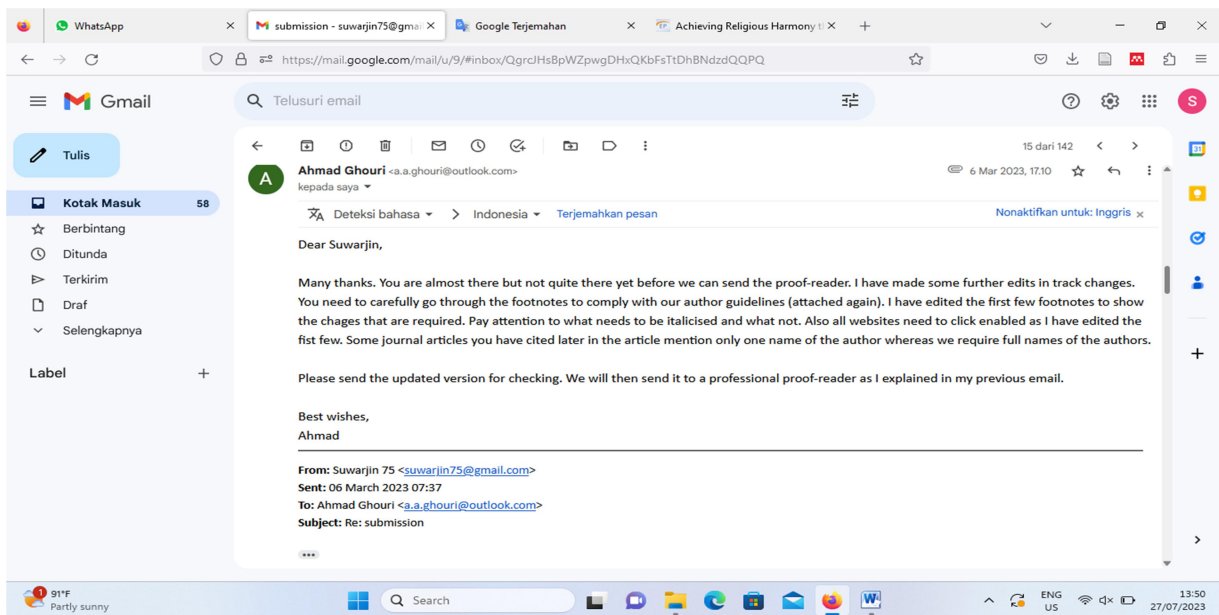 WhatsApp
submission - suwarjin75@gmai
Google Terjemahan
Achieving Religious Harmony t
https://mail.google.com/mail/u/9/#inbox/QgrcJHsBpWZpwgDHxQKbFsTtDhBNdzdQQPQ
Gmail
Telusuri email
S
Tulis
15 dari 142
31
A
Ahmad Ghouri <a.a.ghouri@outlook.com>
6 Mar 2023, 17.10
kepada saya
Kotak Masuk 58
Deteksi bahasa > Indonesia Terjemahkan pesan Nonaktifkan untuk: Inggris x
Berbintang
Dear Suwarjin,
Ditunda
Terkirim
Many thanks. You are almost there but not quite there yet before we can send the proof-reader. I have made some further edits in track changes.
Draf
You need to carefully go through the footnotes to comply with our author guidelines (attached again). I have edited the first few footnotes to show
Selengkapnya
the chages that are required. Pay attention to what needs to be italicised and what not. Also all websites need to click enabled as I have edited the
fist few. Some journal articles you have cited later in the article mention only one name of the author whereas we require full names of the authors.
Label +
Please send the updated version for checking. We will then send it to a professional proof-reader as I explained in my previous email.
Best wishes,
Ahmad
From: Suwarjin 75 <suwarjin75@gmail.com>
Sent: 06 March 2023 07:37
To: Ahmad Ghouri <a.a.ghouri@outlook.com>
Subject: Re: submission
1
91°F
Partly sunny
Search
W
ENG
US
13:50
27/07/2023